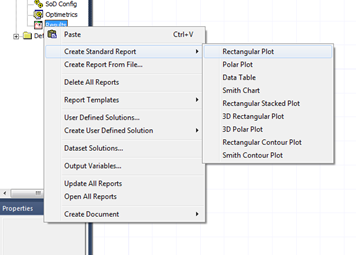 SoD Config
Optimetrics
Results
Def
Paste Ctrl+V
Create Standard Report
Create Report From File...
Delete All Reports
Report Templates
User Defined Solutions...
Create User Defined Solution
Dataset Solutions...
Output Variables...
Update All Reports
Open All Reports
Create Document
Rectangular Plot
Polar Plot
Data Table
Smith Chart
Rectangular Stacked Plot
3D Rectangular Plot
3D Polar Plot
Rectangular Contour Plot
Smith Contour Plot
Properties